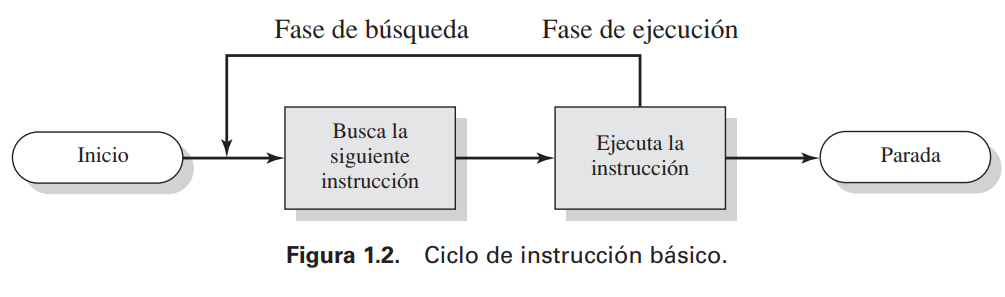 Fase de búsqueda Fase de ejecución
Inicio
Busca la
siguiente
instrucción
Ejecuta la
instrucción
Parada
Figura 1.2. Ciclo de instrucción básico.